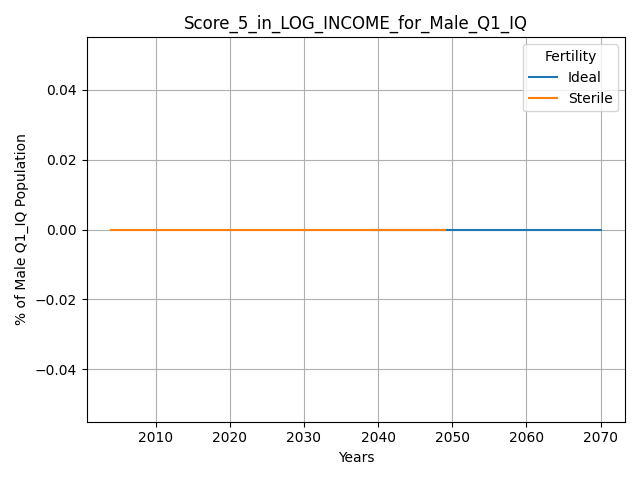 Score_5_in_LOG_INCOME_for_Male_Q1_IQ
Fertility
Ideal
Sterile
% of Male Q1_IQ Population
0.04
0.02
0.00
−0.02
−0.04
2010 2020 2030 2040 2050 2060 2070
Years